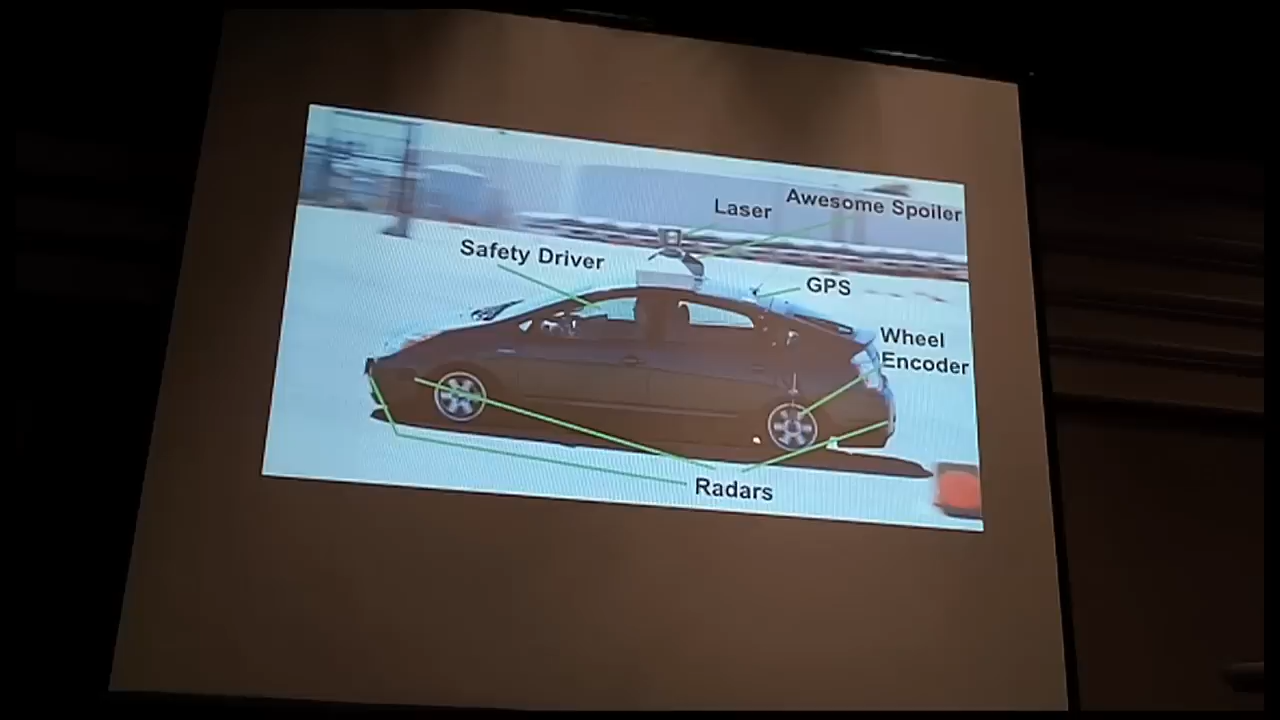 Laser
Awesome Spoiler
Safety Driver
GPS
Wheel
Encoder
Radars